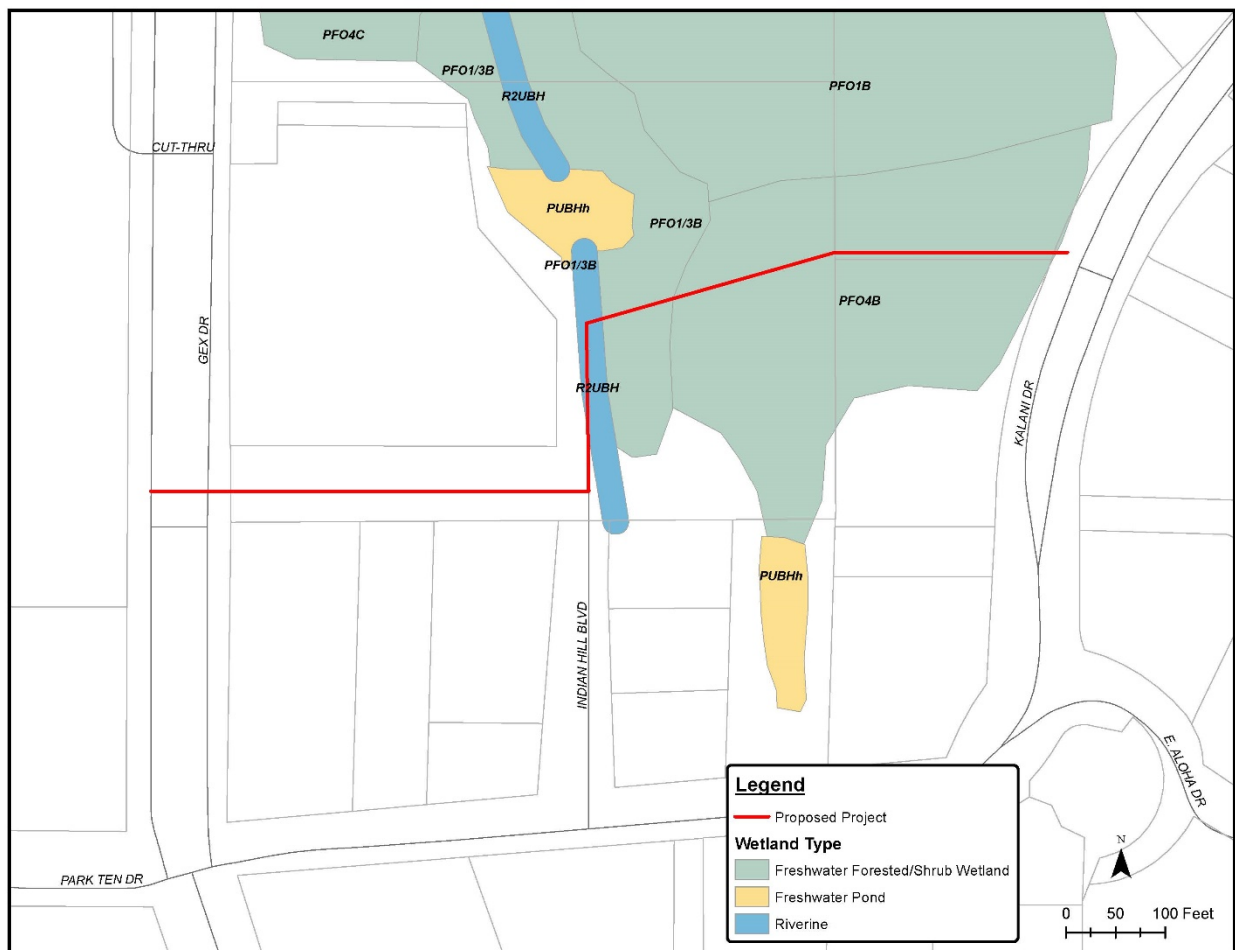 PFO4C
PFO1/3B
PFO1B
R2UBH
CUT-THRU
PUBHh
PFO1/3B
PFO1/3B
PFO4B
GEX DR
R2UBH
KALANI DR
PUBHh
INDIAN HILL BLVD
E. ALOHA DR
PARK TEN DR
Legend
Proposed Project
Wetland Type
Freshwater Forested/Shrub Wetland
Freshwater Pond
Riverine
N
0 50 100 Feet